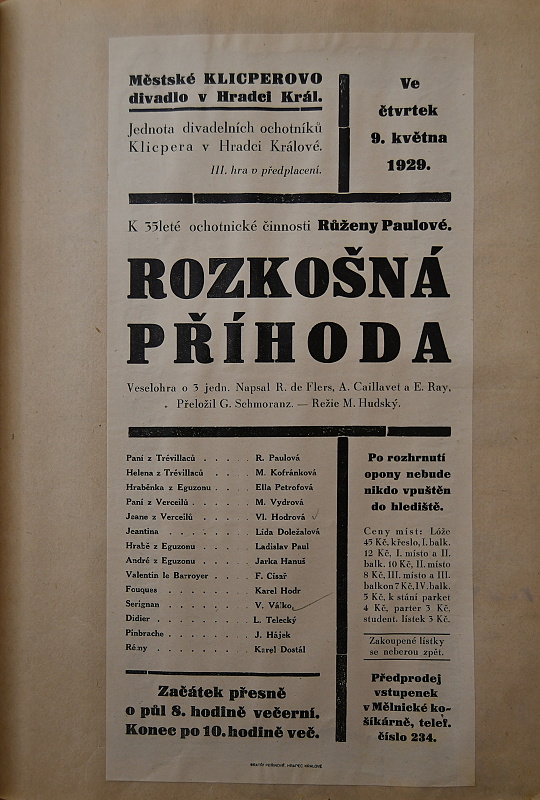 Městské KLICPEROVO
divadlo v Hradci Král.
Jednota divadelních ochotníků
Klicpera v Hradci Králové.
III. hra v předplacení.
Ve
čtvrtek
9. května
1929.
K 35leté ochotnické činnosti Růženy Paulové.
ROZKOŠNÁ
PŘÍHODA
Veselohra o 3 jedn. Napsal R. de Flers, A. Caillavet a E. Ray,
Přeložil G. Schmoranz. — Režie M. Hudský.
Paní z Trévillaců . . . . . R. Paulová
Helena z Trévillaců . . . . . M. Kofránková
Hraběnka z Eguzonu . . . . . Ella Petrofová
Paní z Verceilů . . . . . M. Vydrová
Jeane z Verceilů . . . . . Vl. Hodrová
Jeantina . . . . . Lída Doležalová
Hrabě z Eguzonu . . . . . Ladislav Paul
André z Eguzonu . . . . . Jarka Hanuš
Valentin le Barroyer . . . . . F. Císař
Fouques . . . . . Karel Hodr
Serignan . . . . . V. Válko
Didier . . . . . L. Telecký
Pinbrache . . . . . J. Hájek
Rémy . . . . . Karel Dostál
Začátek přesně
o půl 8. hodině večerní.
Konec po 10. hodině več.
Po rozhrnutí
opony nebude
nikdo vpuštěn
do hlediště.
Ceny míst: Lóže
45 Kč, křeslo, I. balk.
12 Kč, I. místo a II.
balk. 10 Kč, II. místo
8 Kč, III. místo a III.
balkon 7 Kč, IV. balk.
5 Kč, k stání parket
4 Kč, parter 3 Kč,
student. lístek 3 Kč.
Zakoupené lístky
se neberou zpět.
Předprodej
vstupenek
v Mělnické ko-
šíkárně, telef.
číslo 234.